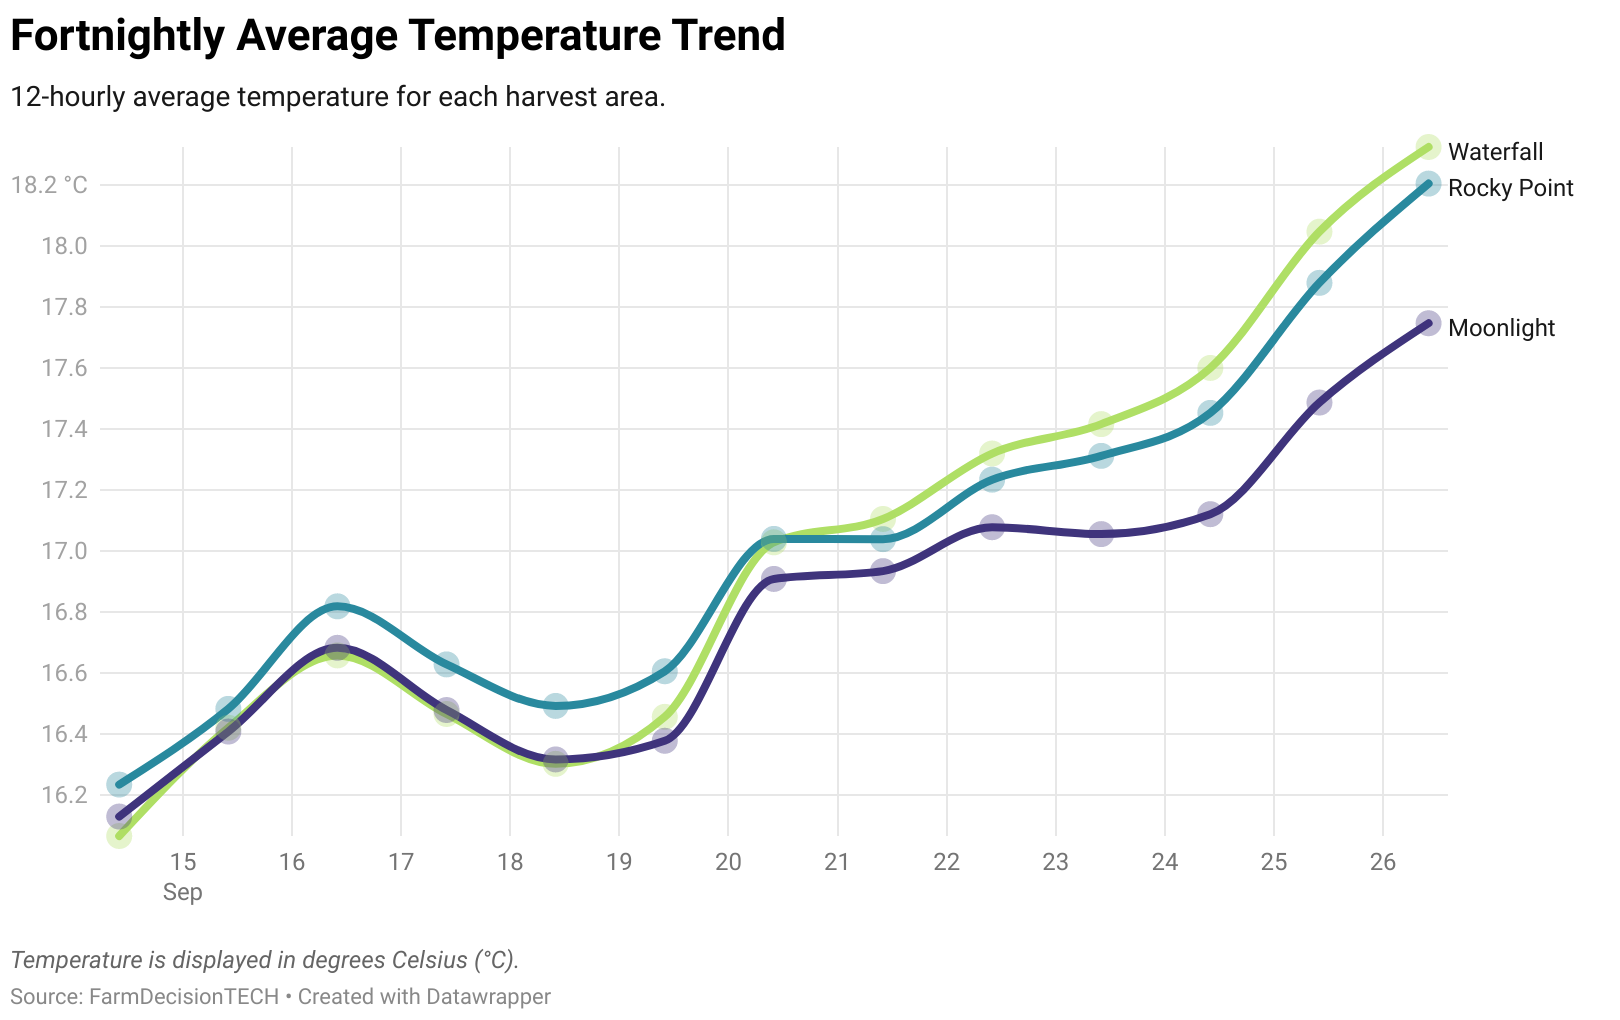 Fortnightly Average Temperature Trend
12-hourly average temperature for each harvest area.
Waterfall
18.2 °C
Rocky Point
18.0
17.8
Moonlight
17.6
17.4
17.2
17.0
16.8
16.6
16.4
16.2
15 16 17 18 19 20 21 22 23 24 25 26
Sep
Temperature is displayed in degrees Celsius (°C).
Source: FarmDecisionTECH • Created with Datawrapper